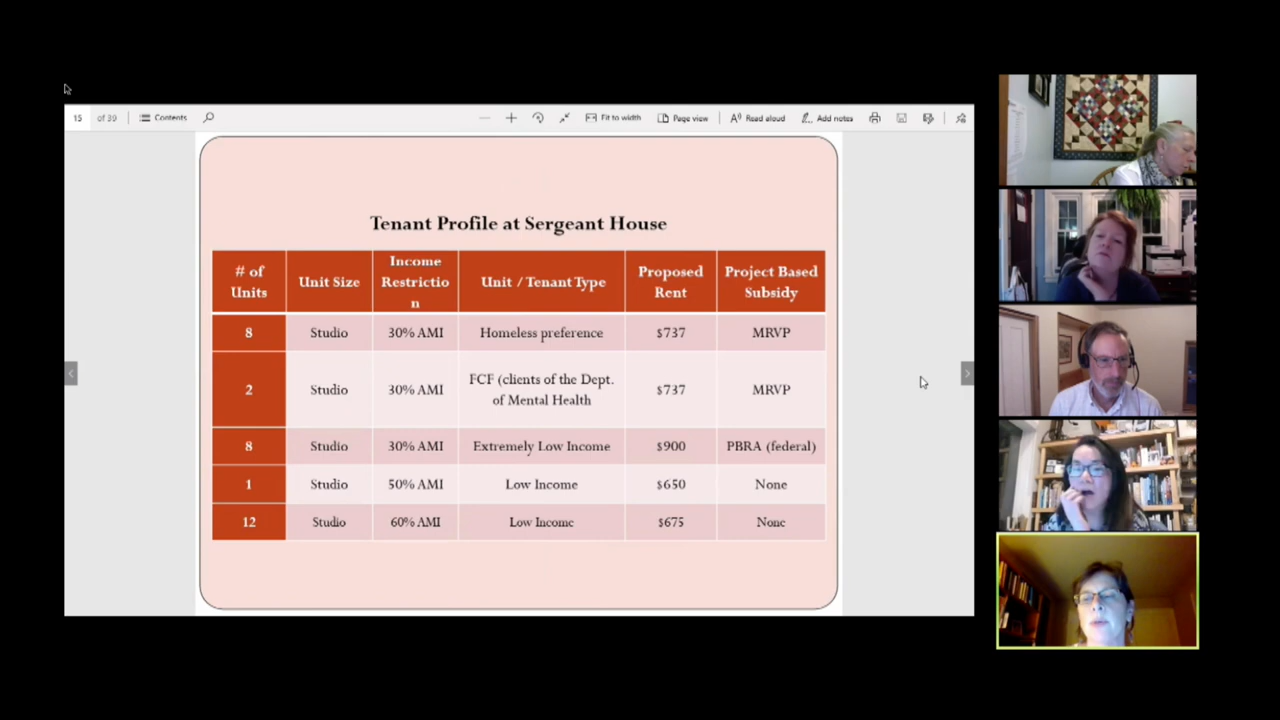 15 of 39 Contents Fit to width Page view Read aloud Add notes
Tenant Profile at Sergeant House
# of Units Unit Size Income Restrictio n Unit / Tenant Type Proposed Rent Project Based Subsidy
8 Studio 30% AMI Homeless preference $737 MRVP
2 Studio 30% AMI FCF (clients of the Dept. of Mental Health $737 MRVP
8 Studio 30% AMI Extremely Low Income $900 PBRA (federal)
1 Studio 50% AMI Low Income $650 None
12 Studio 60% AMI Low Income $675 None